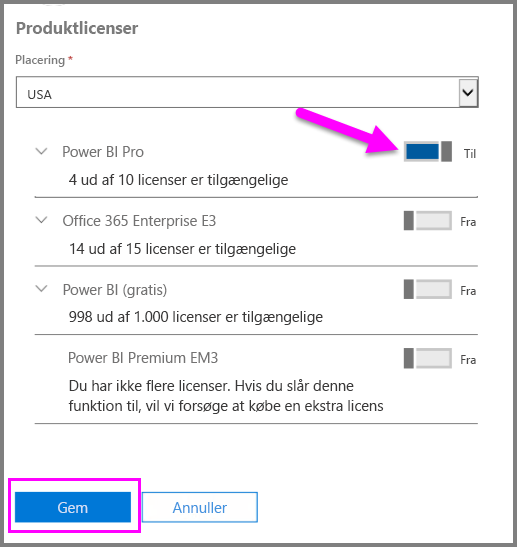 Produktlicenser
Placering *
USA
Power BI Pro
Til
4 ud af 10 licenser er tilgængelige
Office 365 Enterprise E3
Fra
14 ud af 15 licenser er tilgængelige
Power BI (gratis)
Fra
998 ud af 1.000 licenser er tilgængelige
Power BI Premium EM3
Fra
Du har ikke flere licenser. Hvis du slår denne
funktion til, vil vi forsøge at købe en ekstra licens
Gem
Annuller